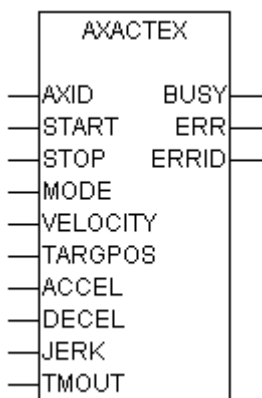 AXACTEX
AXID BUSY
START ERR
STOP ERRID
MODE
VELOCITY
TARGPOS
ACCEL
DECEL
JERK
TMOUT